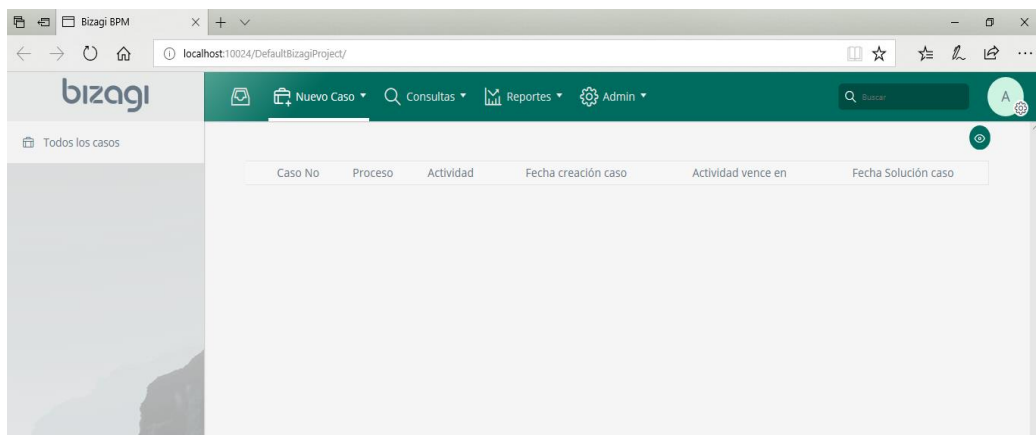 Bizagi BPM
localhost:10024/DefaultBizagiProject/
bizagi
Nuevo Caso Consultas Reportes Admin Buscar A
Todos los casos
Caso No Proceso Actividad Fecha creación caso Actividad vence en Fecha Solución caso